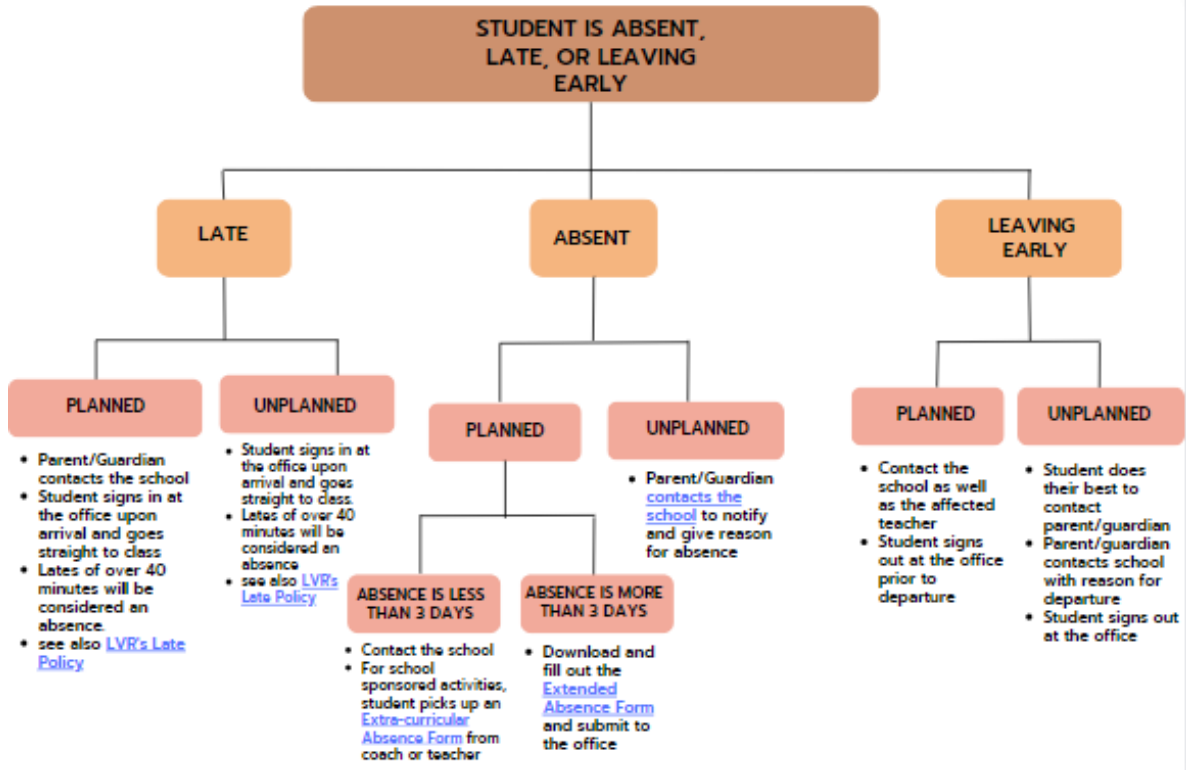 STUDENT IS ABSENT,
LATE, OR LEAVING
EARLY
LATE
ABSENT
LEAVING
EARLY
PLANNED
• Parent/Guardian
contacts the school
• Student signs in at
the office upon
arrival and goes
straight to class
• Lates of over 40
minutes will be
considered an
absence.
• see also LVR's Late
Policy
UNPLANNED
• Student signs in at
the office upon
arrival and goes
straight to class.
• Lates of over 40
minutes will be
considered an
absence
• see also LVR's
Late Policy
PLANNED
ABSENCE IS LESS
THAN 3 DAYS
• Contact the school
• For school
sponsored activities,
student picks up an
Extra-curricular
Absence Form from
coach or teacher
ABSENCE IS MORE
THAN 3 DAYS
• Download and
fill out the
Extended
Absence Form
and submit to
the office
UNPLANNED
• Parent/Guardian
contacts the
school to notify
and give reason
for absence
PLANNED
• Contact the
school as well
as the affected
teacher
• Student signs
out at the office
prior to
departure
UNPLANNED
• Student does
their best to
contact
parent/guardian
• Parent/guardian
contacts school
with reason for
departure
• Student signs out
at the office